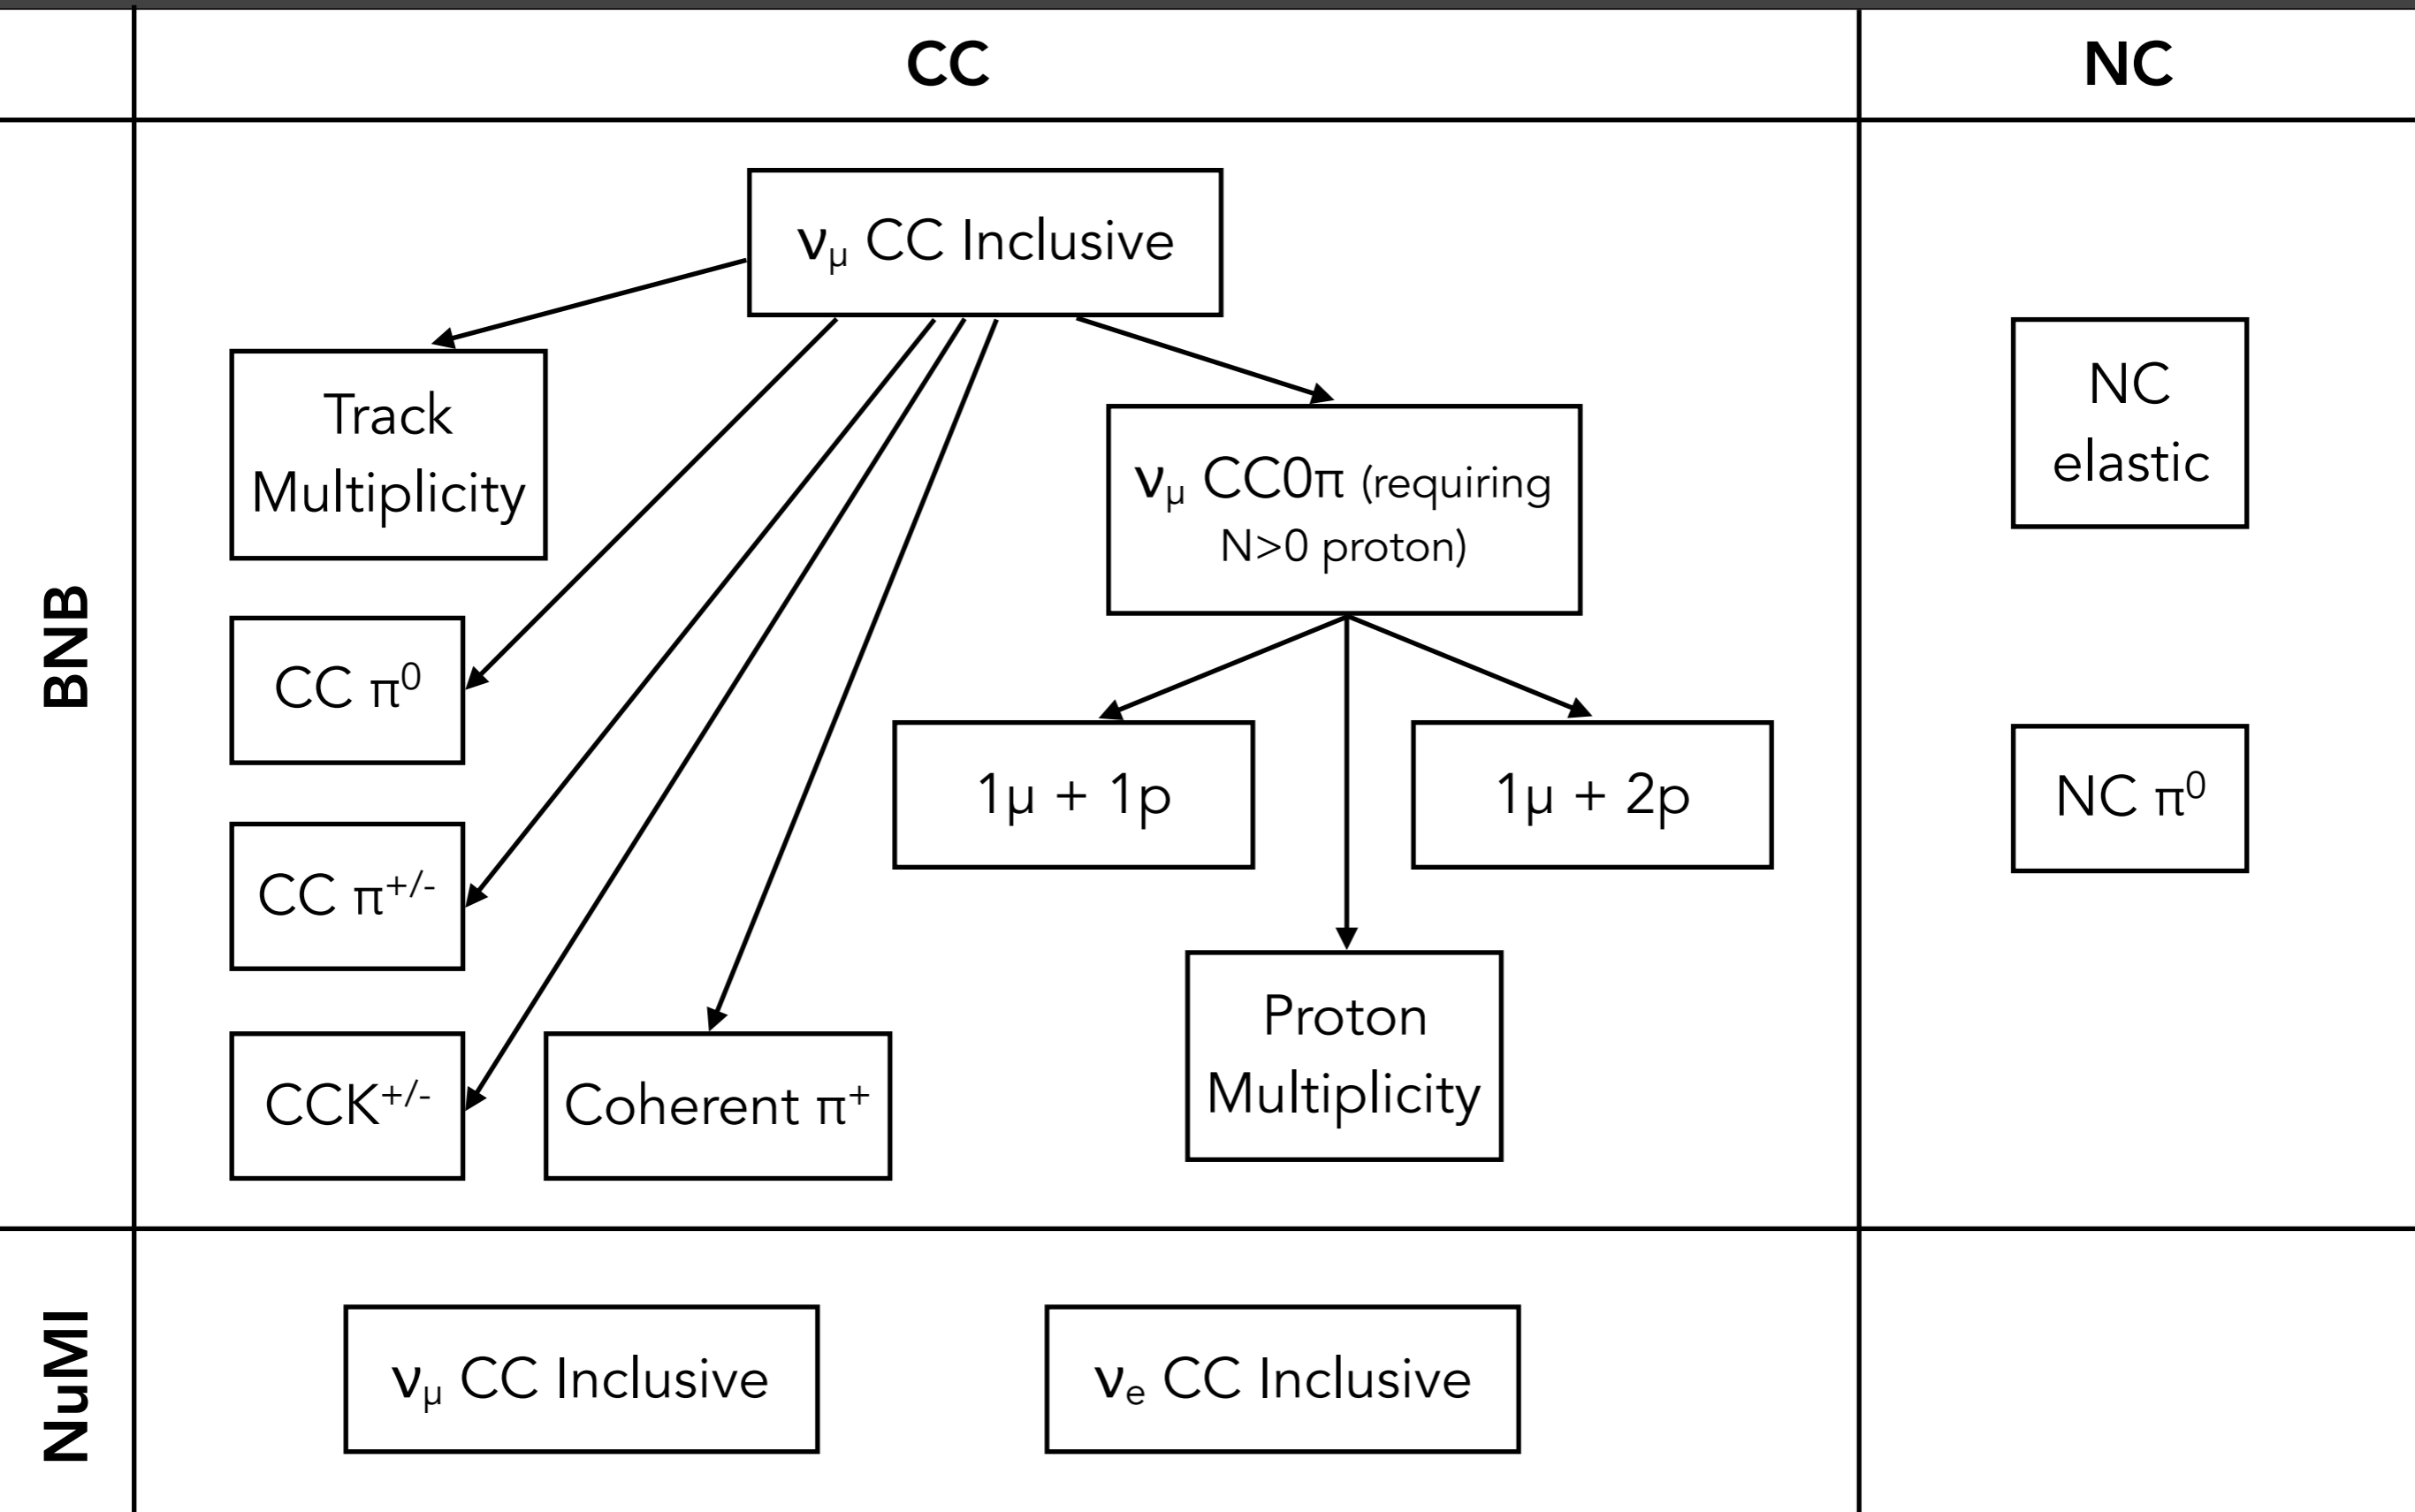 CC
NC
BNB
νμ CC Inclusive
Track
Multiplicity
νμ CC0π (requiring
N>0 proton)
NC
elastic
CC π⁰
1μ + 1p
1μ + 2p
NC π⁰
CC π⁺/⁻
Proton
Multiplicity
CCK⁺/⁻
Coherent π⁺
NuMI
νμ CC Inclusive
νe CC Inclusive